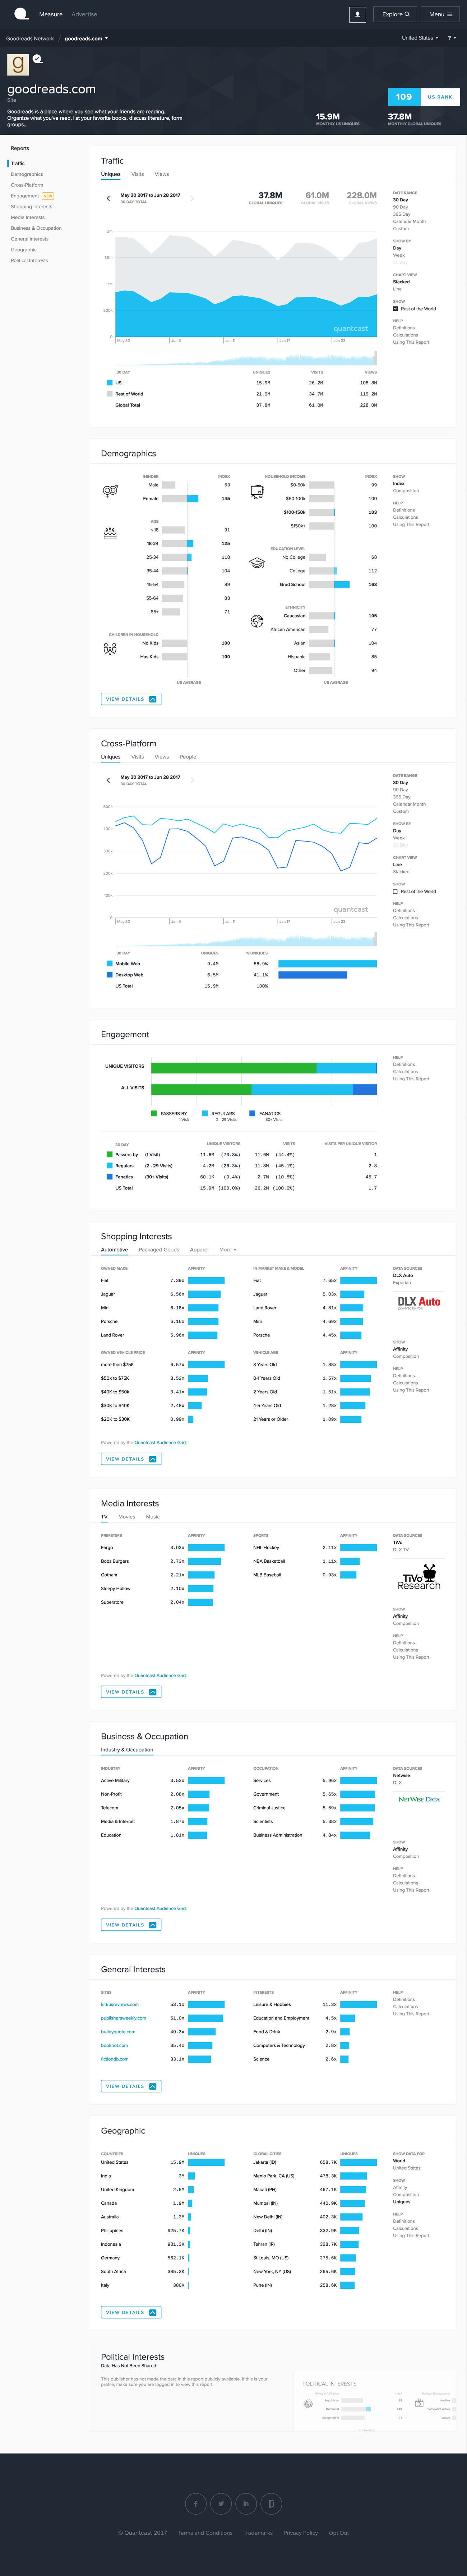 Measure Advertise Explore Menu
Goodreads Network / goodreads.com United States ?
g
goodreads.com
Site
Goodreads is a place where you see what your friends are reading.
Organize what you've read, list your favorite books, discuss literature, form
groups...
109 US RANK
15.9M 37.8M
MONTHLY US UNIQUES MONTHLY GLOBAL UNIQUES
Reports
Traffic
Demographics
Cross-Platform
Engagement NEW
Shopping Interests
Media Interests
Business & Occupation
General Interests
Geographic
Political Interests
Traffic
Uniques Visits Views
May 30 2017 to Jun 28 2017
30 DAY TOTAL
37.8M 61.0M 228.0M
GLOBAL UNIQUES GLOBAL VISITS GLOBAL VIEWS
DATE RANGE
30 Day
90 Day
365 Day
Calendar Month
Custom
SHOW BY
Day
Week
CHART VIEW
Stacked
Line
SHOW
Rest of the World
HELP
Definitions
Calculations
Using This Report
2m
1.5m
1m
500k
0
quantcast
May 30 Jun 5 Jun 11 Jun 17 Jun 23
30 DAY UNIQUES VISITS VIEWS
US 15.9M 26.2M 108.8M
Rest of World 21.9M 34.7M 119.2M
Global Total 37.8M 61.0M 228.0M
Demographics
GENDER INDEX
Male 53
Female 145
AGE
< 18 91
18-24 125
25-34 118
35-44 104
45-54 89
55-64 83
65+ 71
CHILDREN IN HOUSEHOLD
No Kids 100
Has Kids 100
US AVERAGE
HOUSEHOLD INCOME INDEX
$0-50k 99
$50-100k 100
$100-150k 103
$150k+ 100
EDUCATION LEVEL
No College 68
College 112
Grad School 163
ETHNICITY
Caucasian 105
African American 77
Asian 104
Hispanic 85
Other 94
US AVERAGE
SHOW
Index
Composition
HELP
Definitions
Calculations
Using This Report
VIEW DETAILS
Cross-Platform
Uniques Visits Views People
May 30 2017 to Jun 28 2017
30 DAY TOTAL
DATE RANGE
30 Day
90 Day
365 Day
Calendar Month
Custom
SHOW BY
Day
Week
CHART VIEW
Line
Stacked
SHOW
Rest of the World
HELP
Definitions
Calculations
Using This Report
500k
400k
300k
200k
100k
0
quantcast
May 30 Jun 5 Jun 11 Jun 17 Jun 23
30 DAY UNIQUES % UNIQUES
Mobile Web 9.4M 58.9%
Desktop Web 6.5M 41.1%
US Total 15.9M 100%
Engagement
UNIQUE VISITORS
ALL VISITS
PASSERS BY REGULARS FANATICS
1 Visit 2 - 29 Visits 30+ Visits
HELP
Definitions
Calculations
Using This Report
30 DAY UNIQUE VISITORS VISITS VISITS PER UNIQUE VISITOR
Passers-by (1 Visit) 11.6M (73.3%) 11.6M (44.4%) 1
Regulars (2 - 29 Visits) 4.2M (26.3%) 11.8M (45.1%) 2.8
Fanatics (30+ Visits) 60.1K (0.4%) 2.7M (10.5%) 45.7
US Total 15.9M (100.0%) 26.2M (100.0%) 1.7
Shopping Interests
Automotive Packaged Goods Apparel More
OWNED MAKE AFFINITY
Fiat 7.39x
Jaguar 6.56x
Mini 6.18x
Porsche 6.18x
Land Rover 5.96x
IN MARKET MAKE & MODEL AFFINITY
Fiat 7.65x
Jaguar 5.03x
Land Rover 4.81x
Mini 4.69x
Porsche 4.45x
OWNED VEHICLE PRICE AFFINITY
more than $75K 6.57x
$50k to $75K 3.52x
$40K to $50k 3.41x
$30K to $40K 2.48x
$20K to $30K 0.99x
VEHICLE AGE AFFINITY
3 Years Old 1.86x
0-1 Years Old 1.57x
2 Years Old 1.51x
4-5 Years Old 1.28x
21 Years or Older 1.09x
DATA SOURCES
DLX Auto
Experian
DLX Auto
SHOW
Affinity
Composition
HELP
Definitions
Calculations
Using This Report
Powered by the Quantcast Audience Grid
VIEW DETAILS
Media Interests
TV Movies Music
PRIMETIME AFFINITY
Fargo 3.02x
Bobs Burgers 2.73x
Gotham 2.21x
Sleepy Hollow 2.10x
Superstore 2.04x
SPORTS AFFINITY
NHL Hockey 2.11x
NBA Basketball 1.11x
MLB Baseball 0.93x
DATA SOURCES
TiVo
DLX TV
TiVo
Research
SHOW
Affinity
Composition
HELP
Definitions
Calculations
Using This Report
Powered by the Quantcast Audience Grid
VIEW DETAILS
Business & Occupation
Industry & Occupation
INDUSTRY AFFINITY
Active Military 3.52x
Non-Profit 2.08x
Telecom 2.05x
Media & Internet 1.87x
Education 1.81x
OCCUPATION AFFINITY
Services 5.86x
Government 5.65x
Criminal Justice 5.59x
Scientists 5.38x
Business Administration 4.84x
DATA SOURCES
Netwise
DLX
NETWISE DATA
SHOW
Affinity
Composition
HELP
Definitions
Calculations
Using This Report
Powered by the Quantcast Audience Grid
VIEW DETAILS
General Interests
SITES AFFINITY
kirkusreviews.com 53.1x
publishersweekly.com 51.0x
brainyquote.com 40.3x
bookriot.com 35.4x
fictiondb.com 33.1x
INTERESTS AFFINITY
Leisure & Hobbies 11.3x
Education and Employment 4.5x
Food & Drink 2.9x
Computers & Technology 2.8x
Science 2.6x
HELP
Definitions
Calculations
Using This Report
VIEW DETAILS
Geographic
COUNTRIES UNIQUES
United States 15.9M
India 3M
United Kingdom 2.5M
Canada 1.9M
Australia 1.3M
Philippines 925.7K
Indonesia 901.3K
Germany 562.1K
South Africa 385.3K
Italy 380K
GLOBAL CITIES UNIQUES
Jakarta (ID) 658.7K
Menlo Park, CA (US) 478.3K
Makati (PH) 467.1K
Mumbai (IN) 440.9K
New Delhi (IN) 402.3K
Delhi (IN) 332.9K
Tehran (IR) 328.7K
St Louis, MO (US) 275.6K
New York, NY (US) 265.6K
Pune (IN) 258.6K
SHOW DATA FOR
World
United States
SHOW
Affinity
Composition
Uniques
HELP
Definitions
Calculations
Using This Report
VIEW DETAILS
Political Interests
Data Has Not Been Shared
This publisher has not made the data in this report publicly available. If this is your
profile, make sure you are logged in to view this report.
POLITICAL INTERESTS
© Quantcast 2017 Terms and Conditions Trademarks Privacy Policy Opt Out